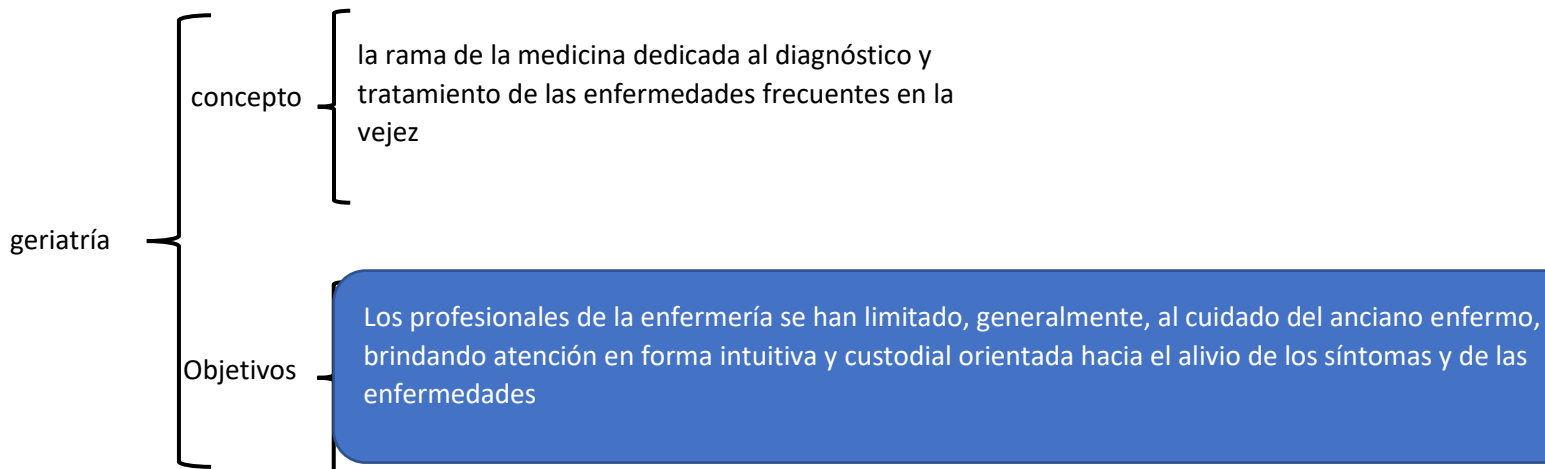 la rama de la medicina dedicada al diagnóstico y
tratamiento de las enfermedades frecuentes en la
vejez
concepto
geriatría
Los profesionales de la enfermería se han limitado, generalmente, al cuidado del anciano enfermo,
brindando atención en forma intuitiva y custodial orientada hacia el alivio de los síntomas y de las
enfermedades
Objetivos